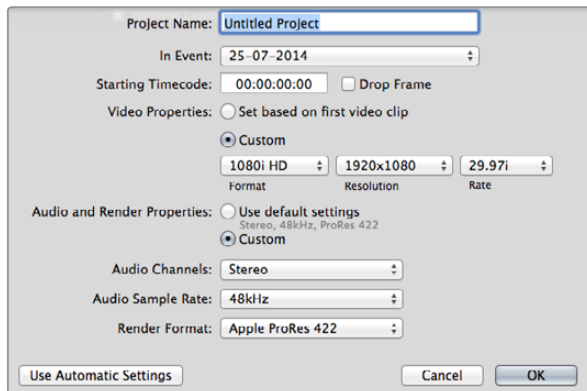 Project Name: Untitled Project
In Event: 25-07-2014
Starting Timecode: 00:00:00:00 Drop Frame
Video Properties: Set based on first video clip
Custom
1080i HD 1920x1080 29.97i
Format Resolution Rate
Audio and Render Properties: Use default settings
Stereo, 48kHz, ProRes 422
Custom
Audio Channels: Stereo
Audio Sample Rate: 48kHz
Render Format: Apple ProRes 422
Use Automatic Settings Cancel OK